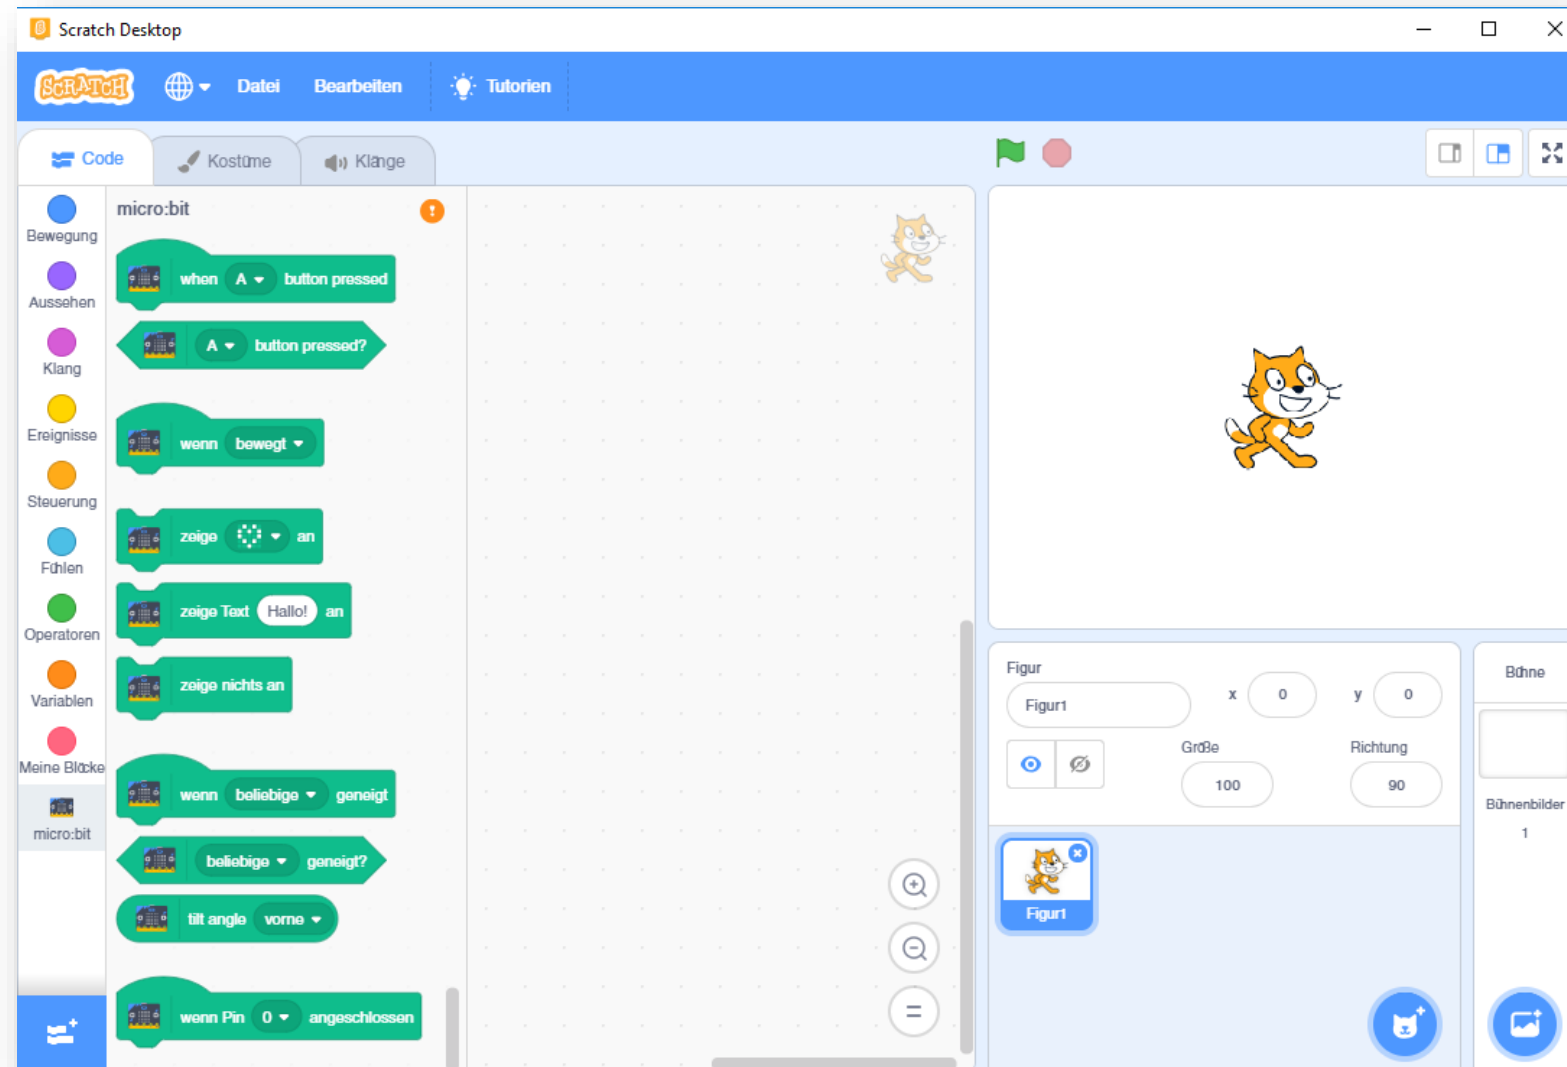 Scratch Desktop
SCRATCH Datei Bearbeiten Tutorien
Code Kostüme Klänge
Bewegung
Aussehen
Klang
Ereignisse
Steuerung
Fühlen
Operatoren
Variablen
Meine Blöcke
micro:bit
micro:bit
when A button pressed
A button pressed?
wenn bewegt
zeige an
zeige Text Hallo! an
zeige nichts an
wenn beliebige geneigt
beliebige geneigt?
tilt angle vorne
wenn Pin 0 angeschlossen
Figur
Figur1 x 0 y 0
Größe Richtung
100 90
Figur1
Bühne
Bühnenbilder
1